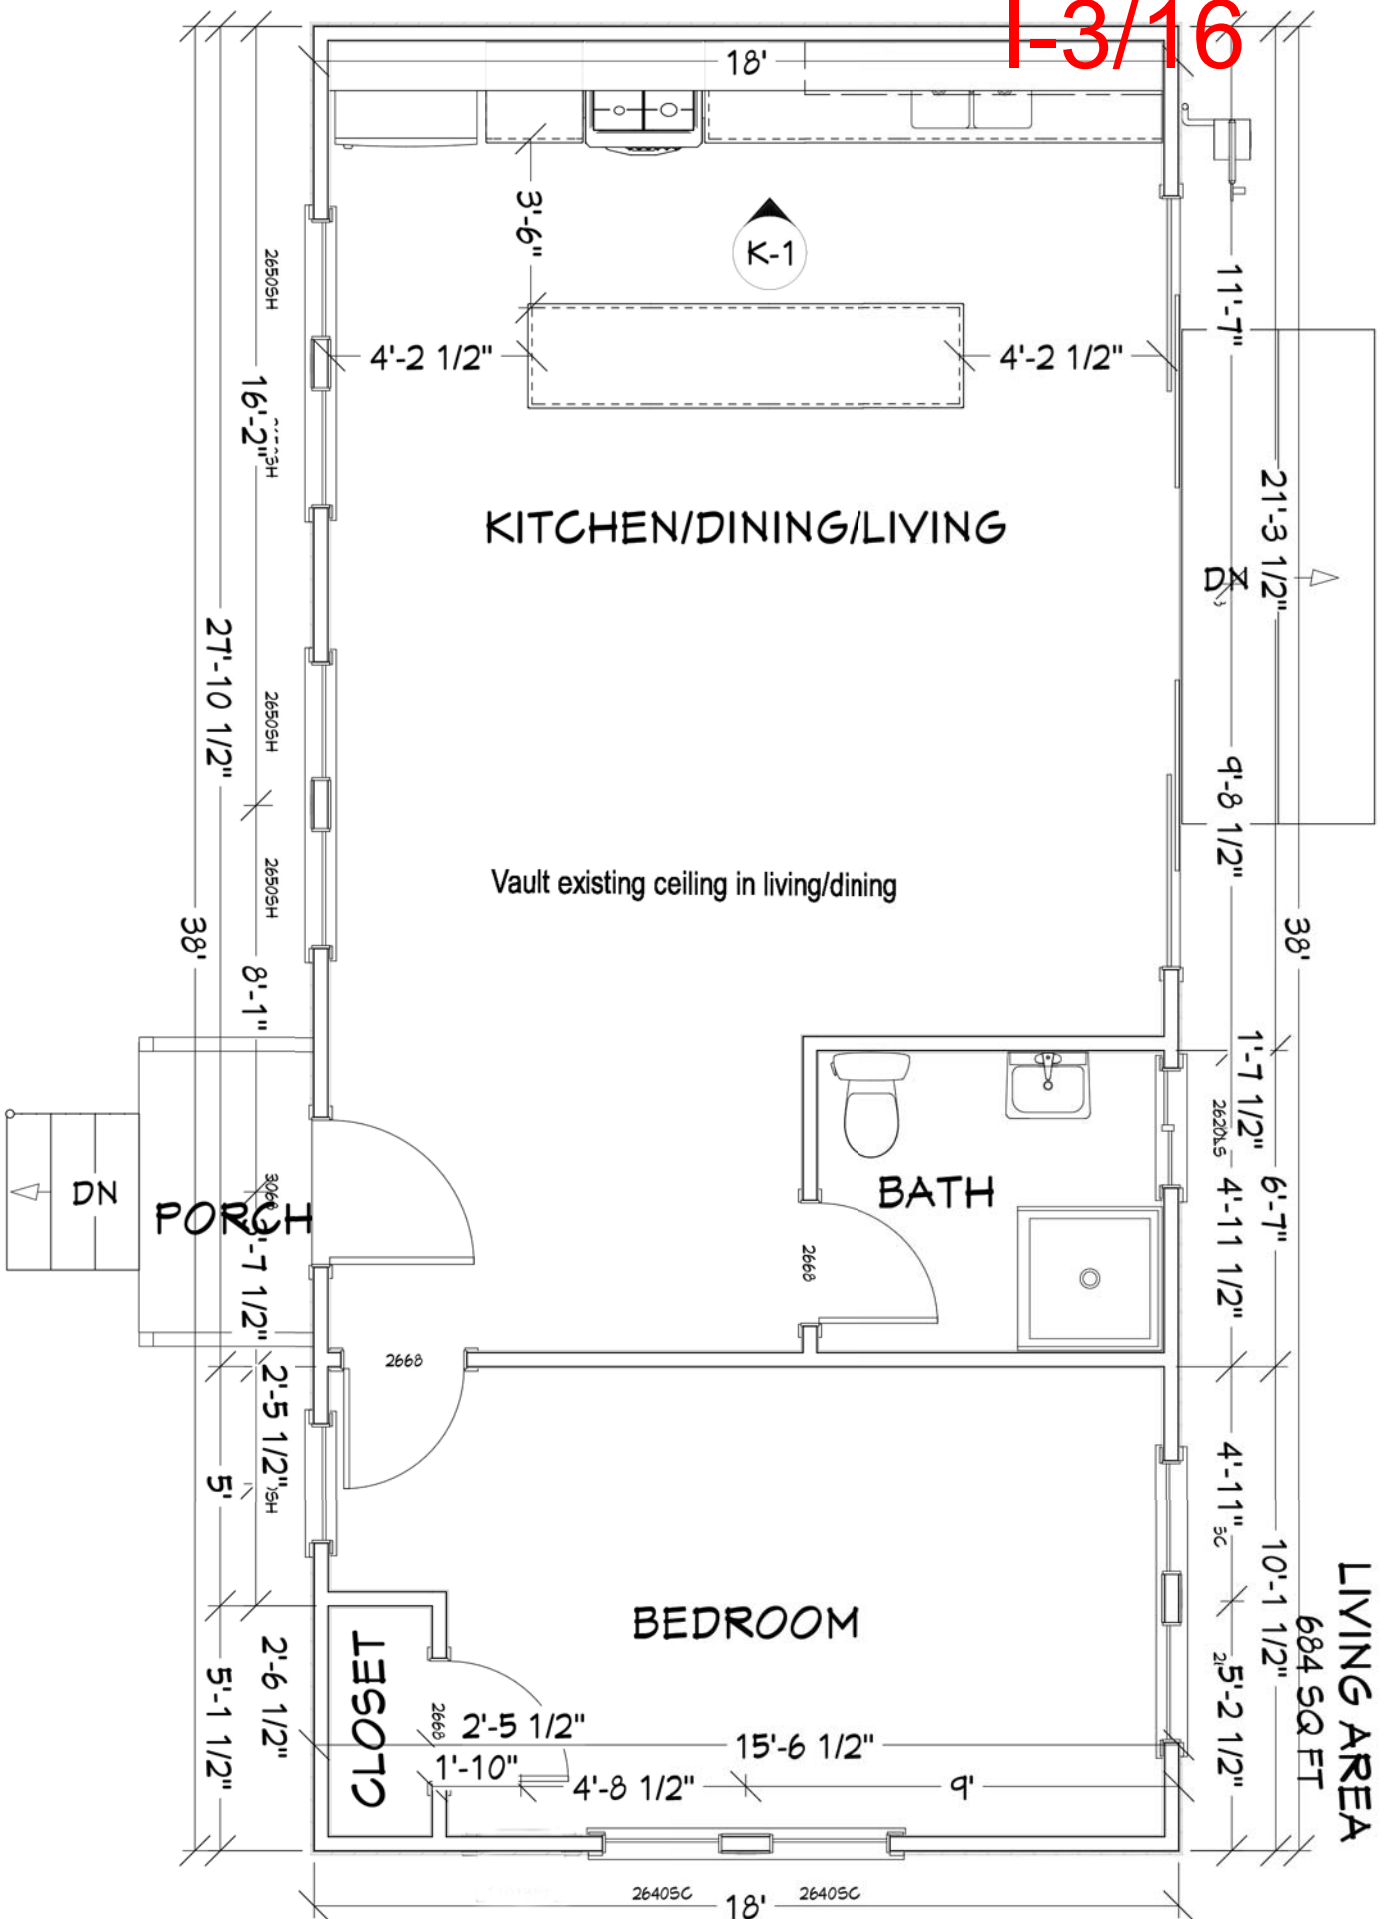 I-3/16
18'
3'-6"
K-1
2650SH
11'-7"
4'-2 1/2"
4'-2 1/2"
16'-2"
21'-3 1/2"
KITCHEN/DINING/LIVING
DN
27'-10 1/2"
2650SH
9'-8 1/2"
2650SH
Vault existing ceiling in living/dining
38'
38'
8'-1"
1'-7 1/2"
6'-7"
4'-11 1/2"
DN
PORCH
BATH
2668
2668
2'-5 1/2"
5'
4'-11"
10'-1 1/2"
LIVING AREA
684 SQ FT
BEDROOM
CLOSET
2668
2'-6 1/2"
5'-1 1/2"
5'-2 1/2"
2'-5 1/2"
15'-6 1/2"
1'-10"
4'-8 1/2"
9'
2640SC
2640SC
18'